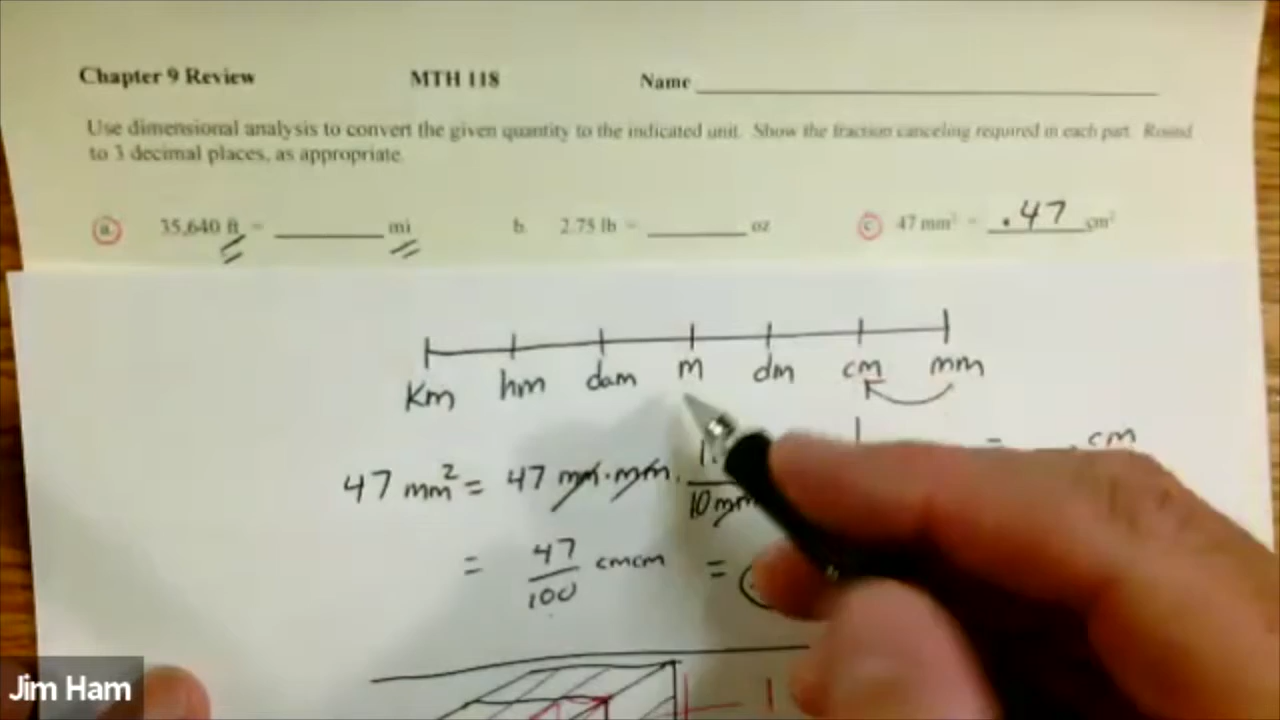 Chapter 9 Review MTH 118 Name
Use dimensional analysis to convert the given quantity to the indicated unit. Show the fraction canceling required in each part. Round
to 3 decimal places, as appropriate.
a. 35,640 ft = mi b. 2.75 lb = oz c. 47 mm² = .47 cm²
Km hm dam m dm cm mm
= cm
47 mm² = 47 mm·mm · 1 / 10 mm
= 47/100 cmcm =
Jim Ham